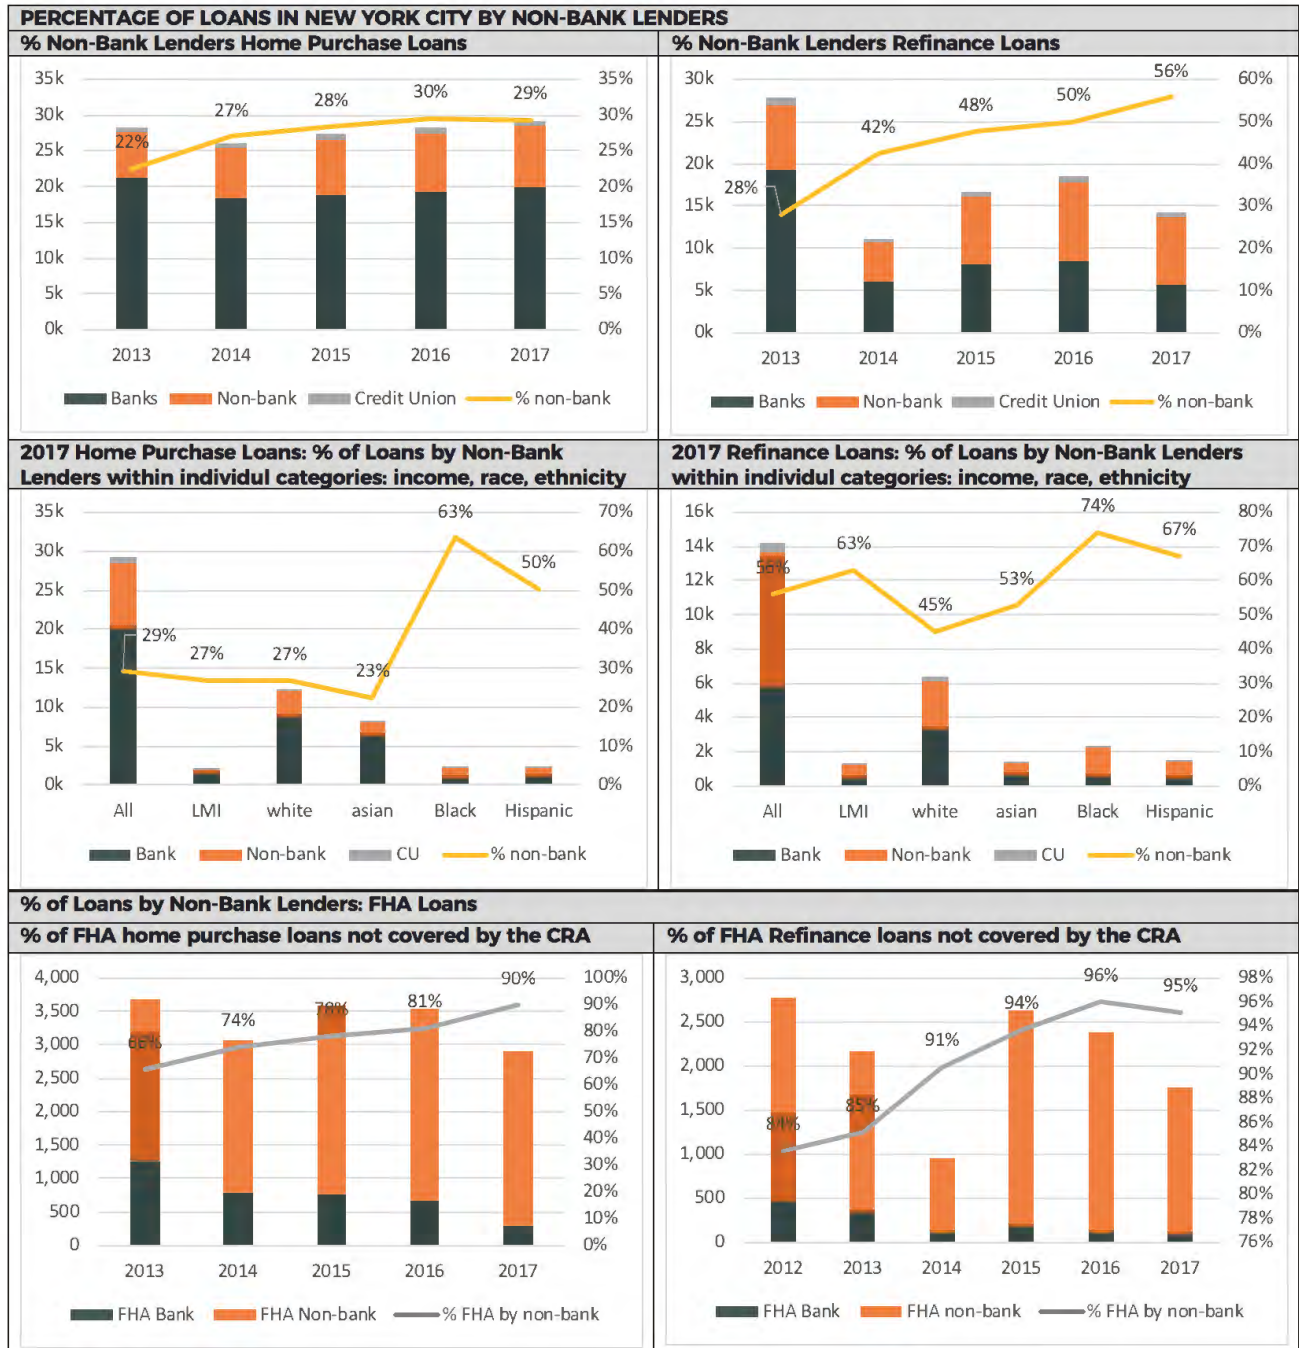 PERCENTAGE OF LOANS IN NEW YORK CITY BY NON-BANK LENDERS
% Non-Bank Lenders Home Purchase Loans
35k 35%
30k 30%
25k 25%
20k 20%
15k 15%
10k 10%
5k 5%
0k 0%
22% 27% 28% 30% 29%
2013 2014 2015 2016 2017
Banks Non-bank Credit Union % non-bank
% Non-Bank Lenders Refinance Loans
30k 60%
25k 50%
20k 40%
15k 30%
10k 20%
5k 10%
0k 0%
28% 42% 48% 50% 56%
2013 2014 2015 2016 2017
Banks Non-bank Credit Union % non-bank
2017 Home Purchase Loans: % of Loans by Non-Bank
Lenders within individul categories: income, race, ethnicity
35k 70%
30k 60%
25k 50%
20k 40%
15k 30%
10k 20%
5k 10%
0k 0%
29% 27% 27% 23% 63% 50%
All LMI white asian Black Hispanic
Bank Non-bank CU % non-bank
2017 Refinance Loans: % of Loans by Non-Bank Lenders
within individul categories: income, race, ethnicity
16k 80%
14k 70%
12k 60%
10k 50%
8k 40%
6k 30%
4k 20%
2k 10%
0k 0%
56% 63% 45% 53% 74% 67%
All LMI white asian Black Hispanic
Bank Non-bank CU % non-bank
% of Loans by Non-Bank Lenders: FHA Loans
% of FHA home purchase loans not covered by the CRA
4,000 100%
3,500 90%
3,000 80%
2,500 70%
2,000 60%
1,500 50%
1,000 40%
500 30%
0 20%
10%
0%
66% 74% 78% 81% 90%
2013 2014 2015 2016 2017
FHA Bank FHA Non-bank % FHA by non-bank
% of FHA Refinance loans not covered by the CRA
3,000 98%
2,500 96%
2,000 94%
1,500 92%
1,000 90%
500 88%
0 86%
84%
82%
80%
78%
76%
84% 85% 91% 94% 96% 95%
2012 2013 2014 2015 2016 2017
FHA Bank FHA non-bank % FHA by non-bank